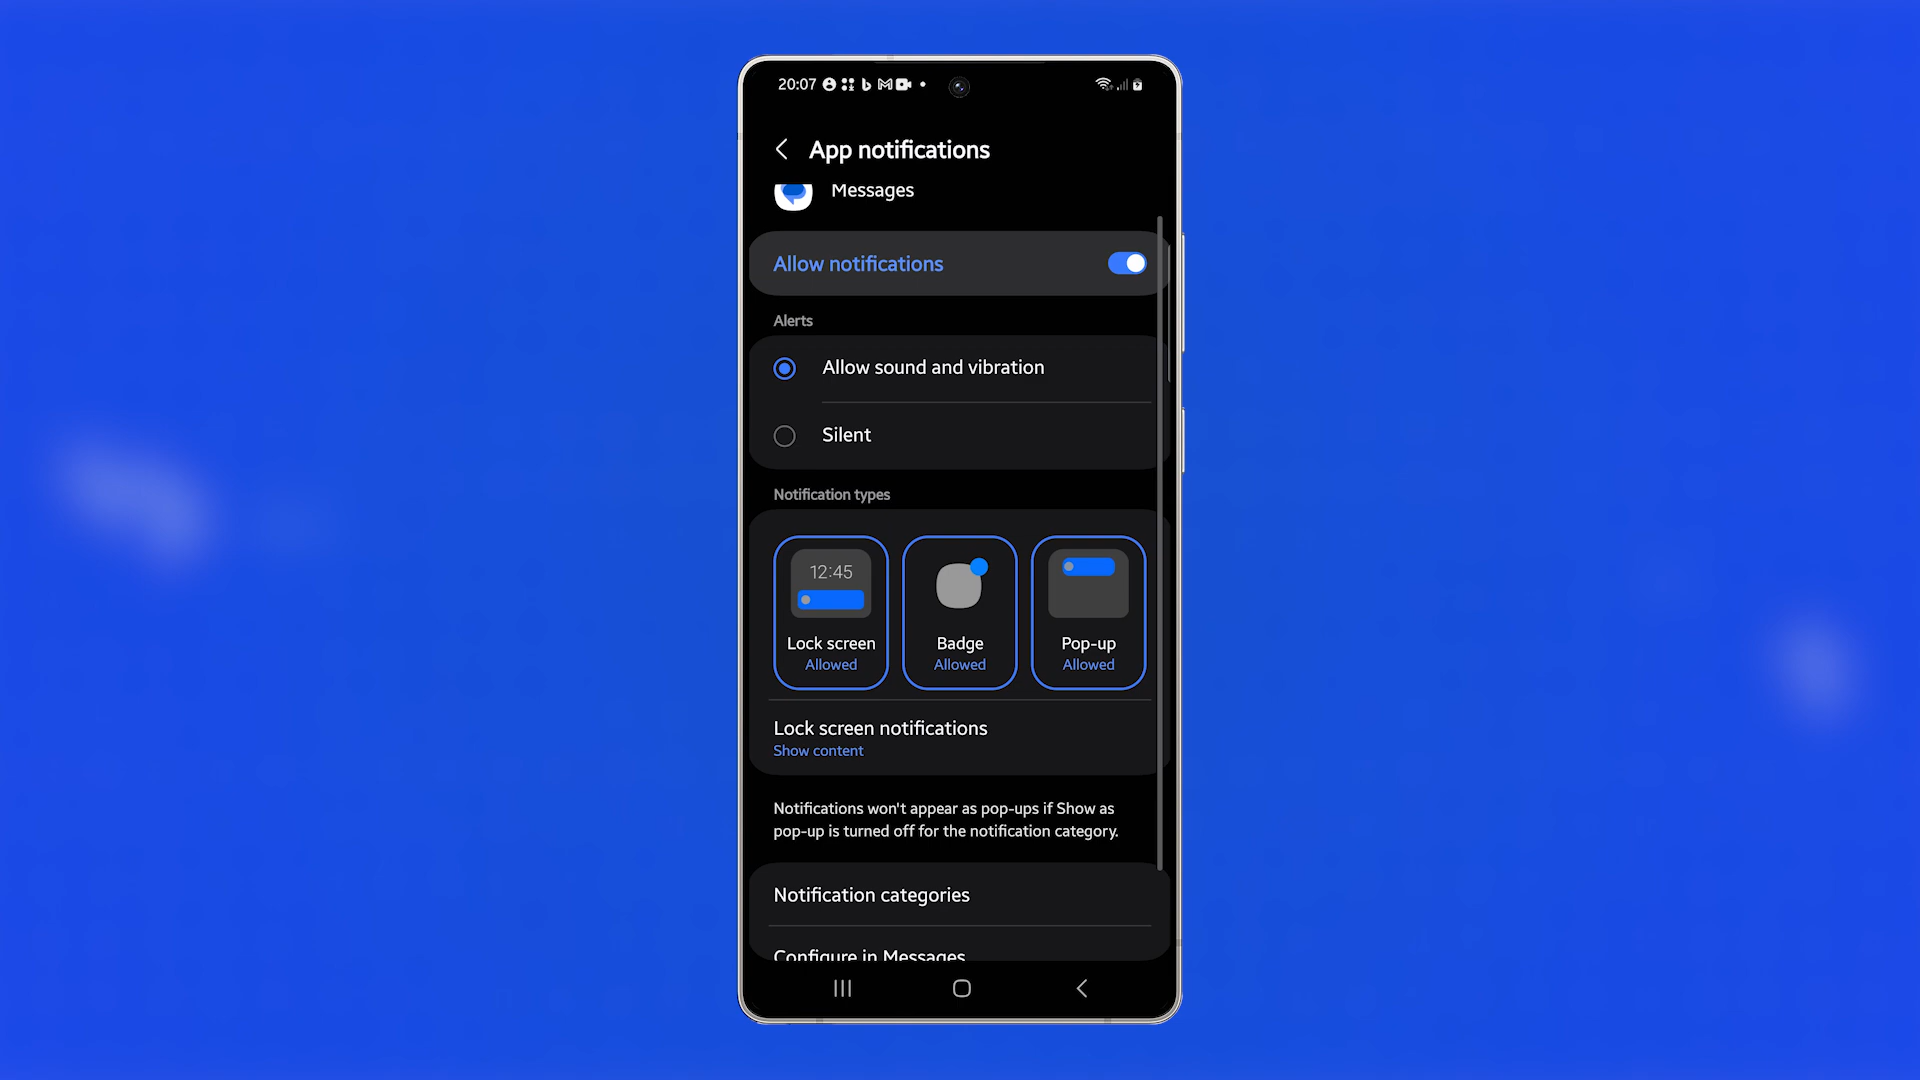 20:07
App notifications
Messages
Allow notifications
Alerts
Allow sound and vibration
Silent
Notification types
12:45
Lock screen
Allowed
Badge
Allowed
Pop-up
Allowed
Lock screen notifications
Show content
Notifications won't appear as pop-ups if Show as
pop-up is turned off for the notification category.
Notification categories
Configure in Messages